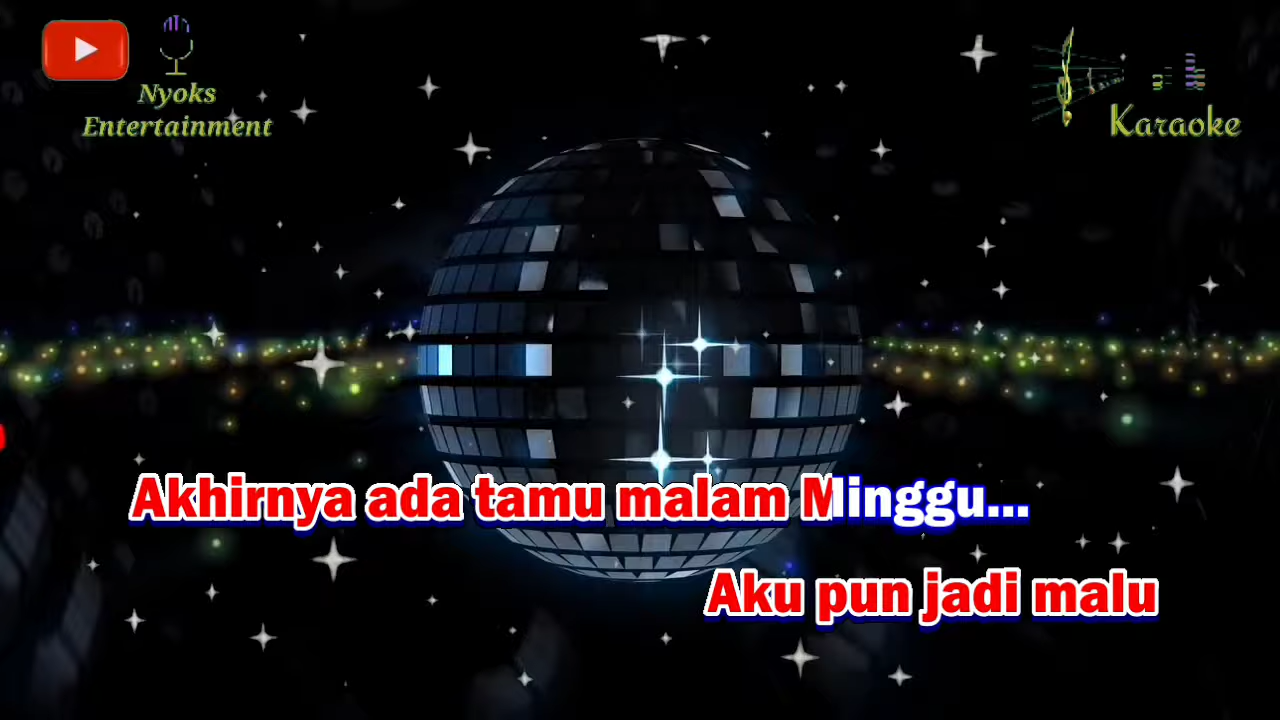 Nyoks
Entertainment
Karaoke
Akhirnya ada tamu malam Minggu...
Aku pun jadi malu